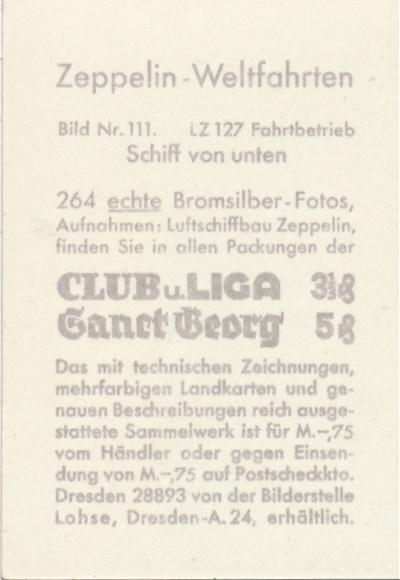 Zeppelin-Weltfahrten
Bild Nr. 111. LZ 127 Fahrtbetrieb
Schiff von unten
264 echte Bromsilber-Fotos,
Aufnahmen: Luftschiffbau Zeppelin,
finden Sie in allen Packungen der
CLUB u. LIGA 3⅓ ₰
Sanct Georg 5 ₰
Das mit technischen Zeichnungen,
mehrfarbigen Landkarten und ge-
nauen Beschreibungen reich ausge-
stattete Sammelwerk ist für M.-,75
vom Händler oder gegen Einsen-
dung von M.-,75 auf Postscheckkto.
Dresden 28893 von der Bilderstelle
Lohse, Dresden-A. 24, erhältlich.